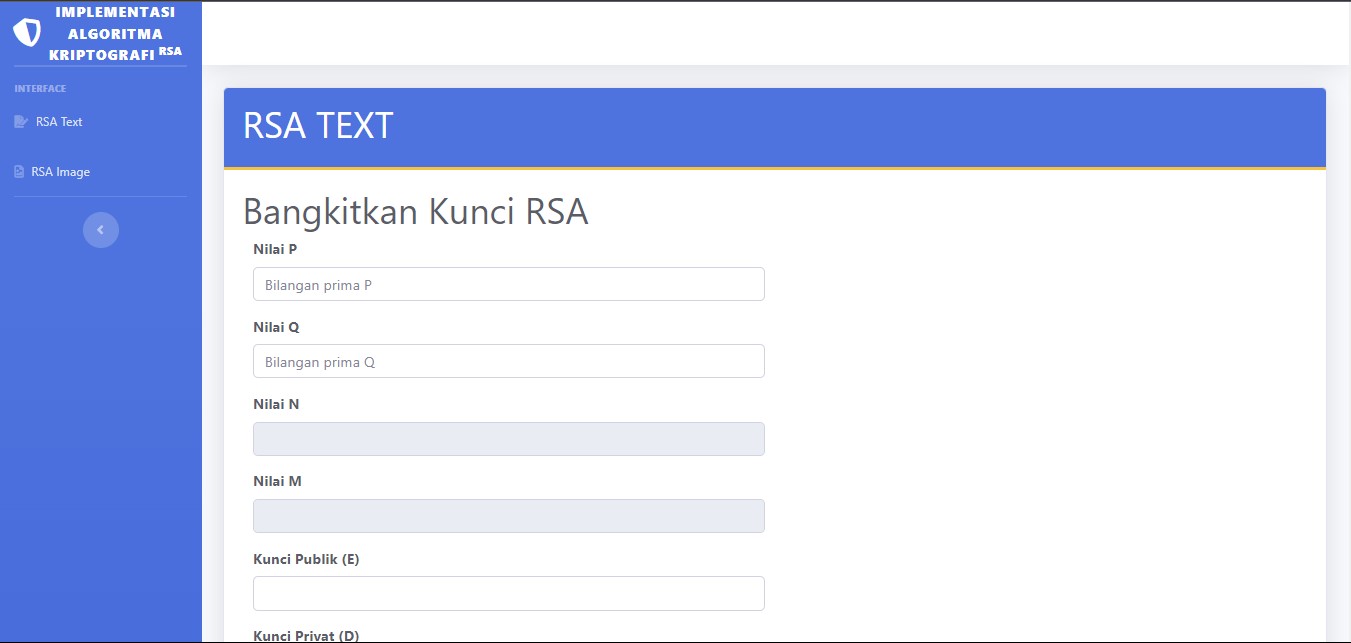 IMPLEMENTASI
ALGORITMA
KRIPTOGRAFI RSA
INTERFACE
RSA Text
RSA Image
RSA TEXT
Bangkitkan Kunci RSA
Nilai P
Bilangan prima P
Nilai Q
Bilangan prima Q
Nilai N
Nilai M
Kunci Publik (E)
Kunci Privat (D)